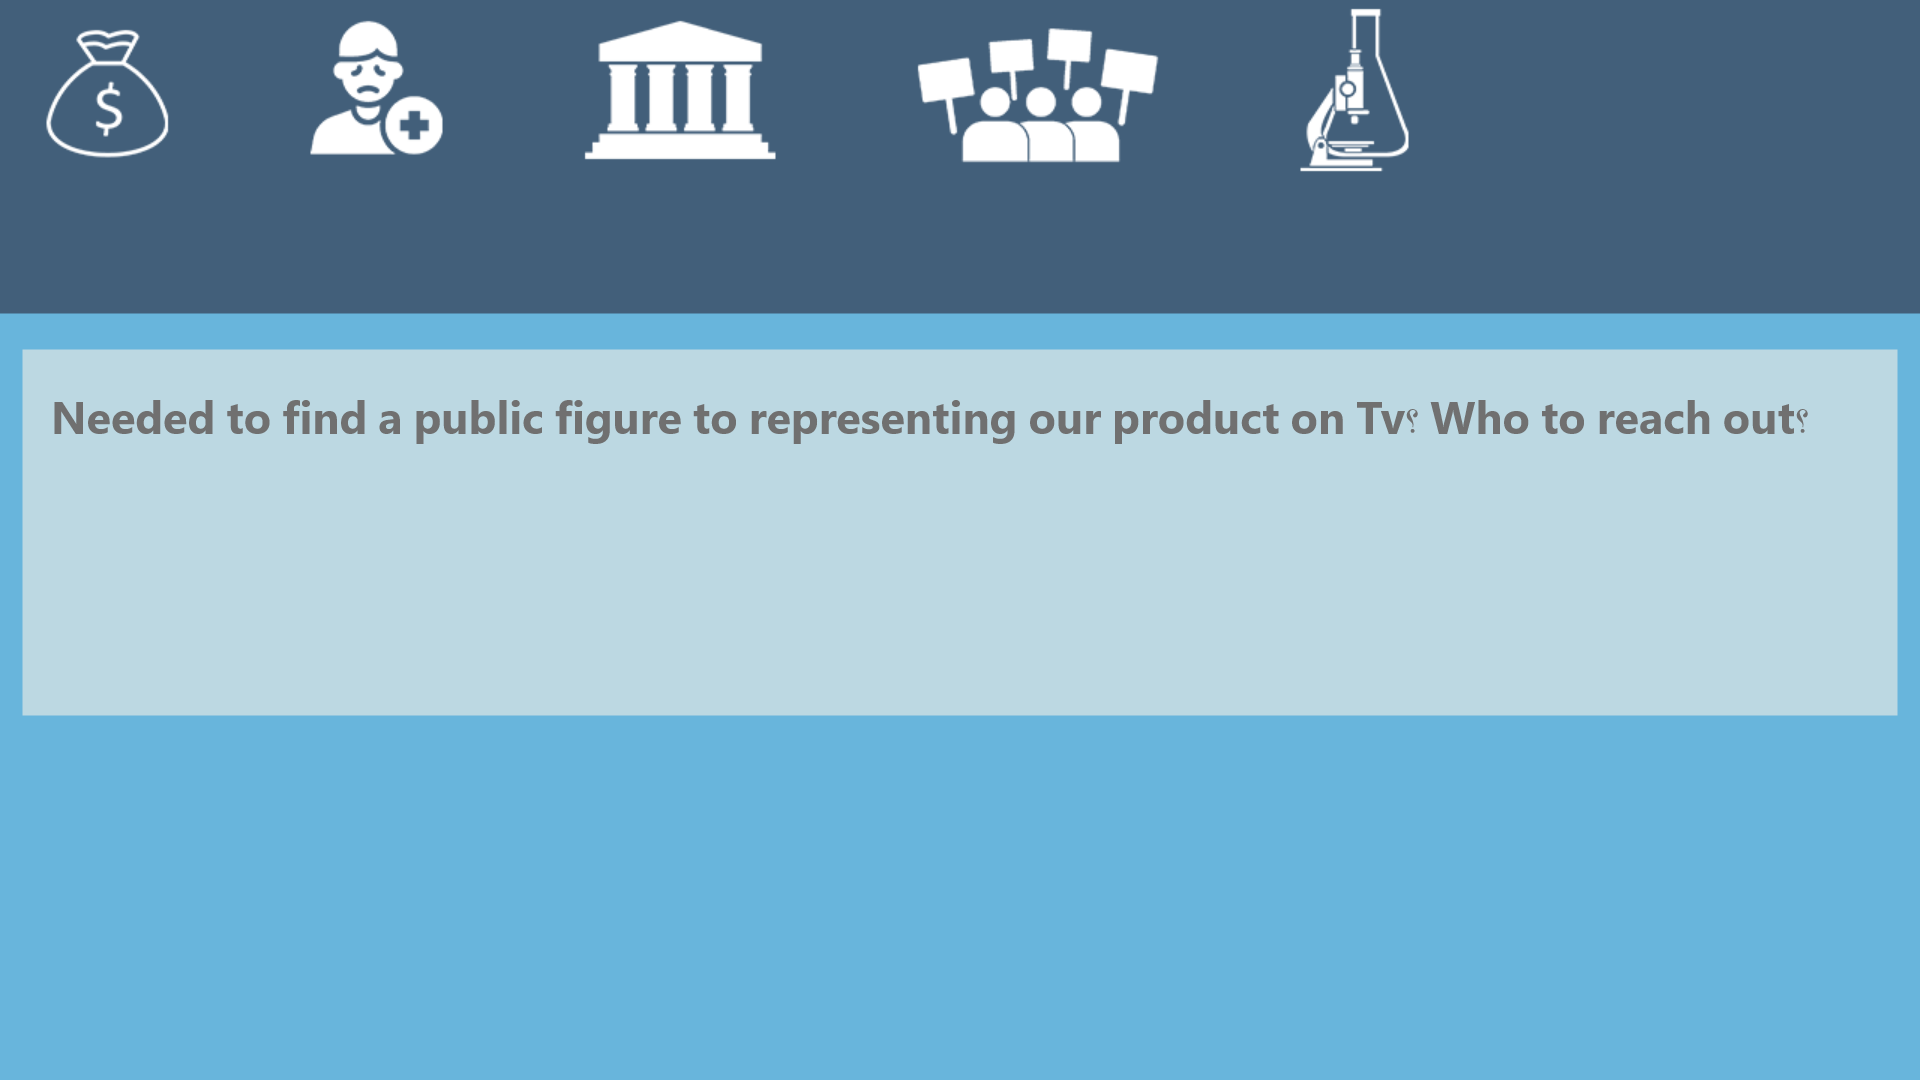 $
Needed to find a public figure to representing our product on Tv؟ Who to reach out؟